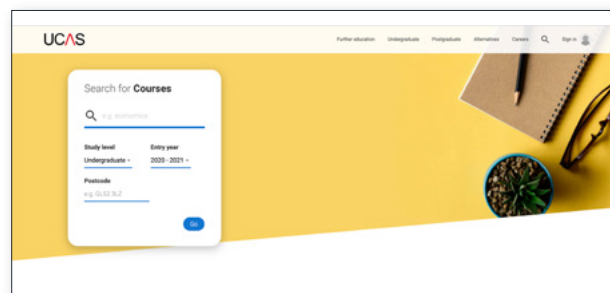 UCAS
Further education Undergraduate Postgraduate Alternatives Careers Sign in
Search for Courses
e.g. economics
Study level Entry year
Undergraduate 2020 - 2021
Postcode
e.g. GL52 3LZ
Go